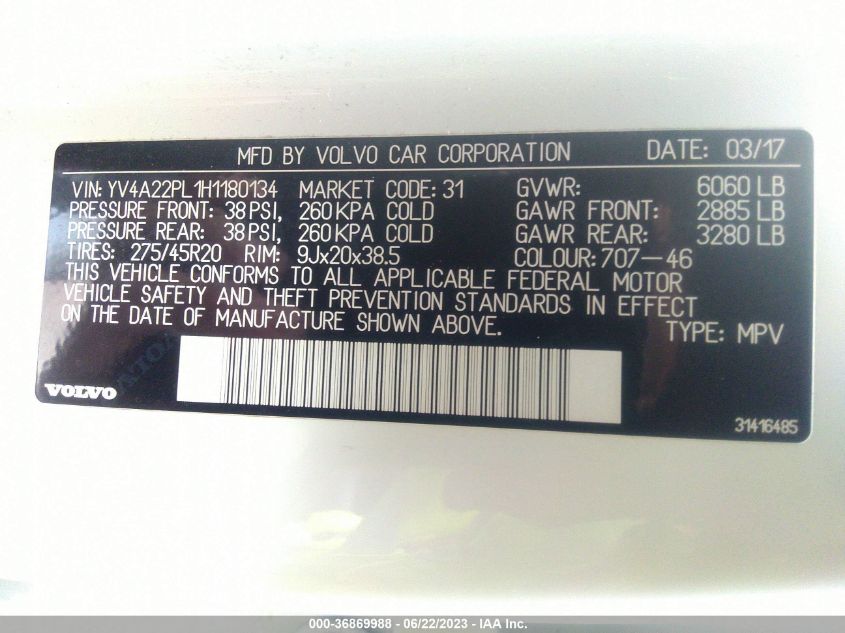 MFD BY VOLVO CAR CORPORATION DATE: 03/17
VIN: YV4A22PL1H1180134 MARKET CODE: 31 GVWR: 6060 LB
PRESSURE FRONT: 38 PSI, 260 KPA COLD GAWR FRONT: 2885 LB
PRESSURE REAR: 38 PSI, 260 KPA COLD GAWR REAR: 3280 LB
TIRES: 275/45R20 RIM: 9Jx20x38.5 COLOUR: 707-46
THIS VEHICLE CONFORMS TO ALL APPLICABLE FEDERAL MOTOR
VEHICLE SAFETY AND THEFT PREVENTION STANDARDS IN EFFECT
ON THE DATE OF MANUFACTURE SHOWN ABOVE. TYPE: MPV
VOLVO
31416485
000-36869988 - 06/22/2023 - IAA Inc.